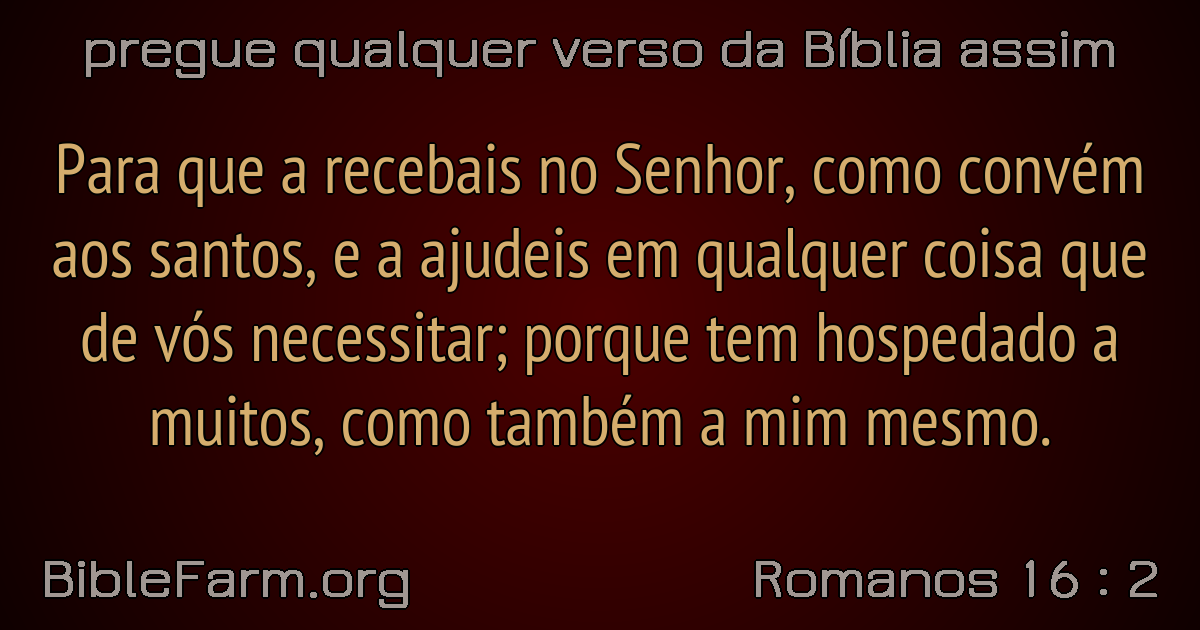 pregue qualquer verso da Bíblia assim
Para que a recebais no Senhor, como convém
aos santos, e a ajudeis em qualquer coisa que
de vós necessitar; porque tem hospedado a
muitos, como também a mim mesmo.
BibleFarm.org
Romanos 16 : 2